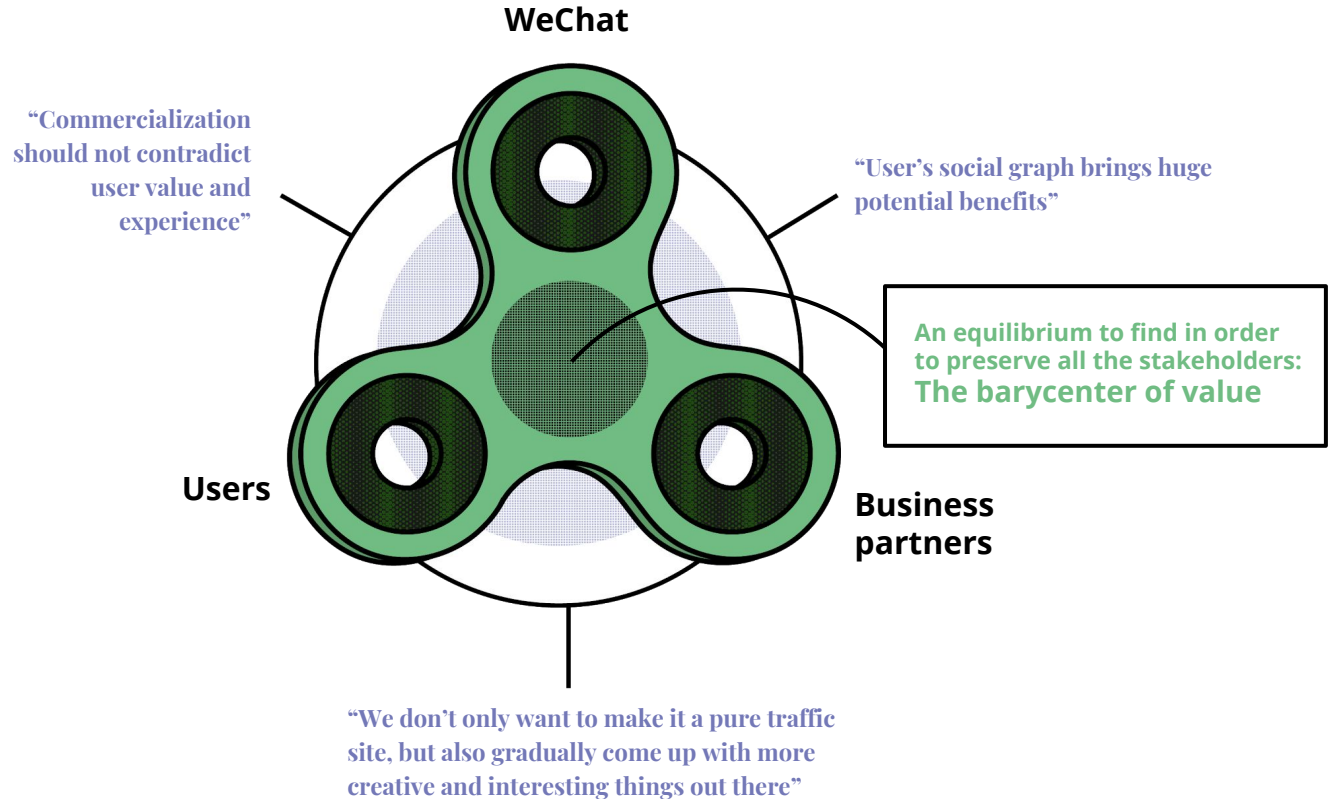 WeChat
“Commercialization
should not contradict
user value and
experience”
“User’s social graph brings huge
potential benefits”
An equilibrium to find in order
to preserve all the stakeholders:
The barycenter of value
Users
Business
partners
“We don’t only want to make it a pure traffic
site, but also gradually come up with more
creative and interesting things out there”